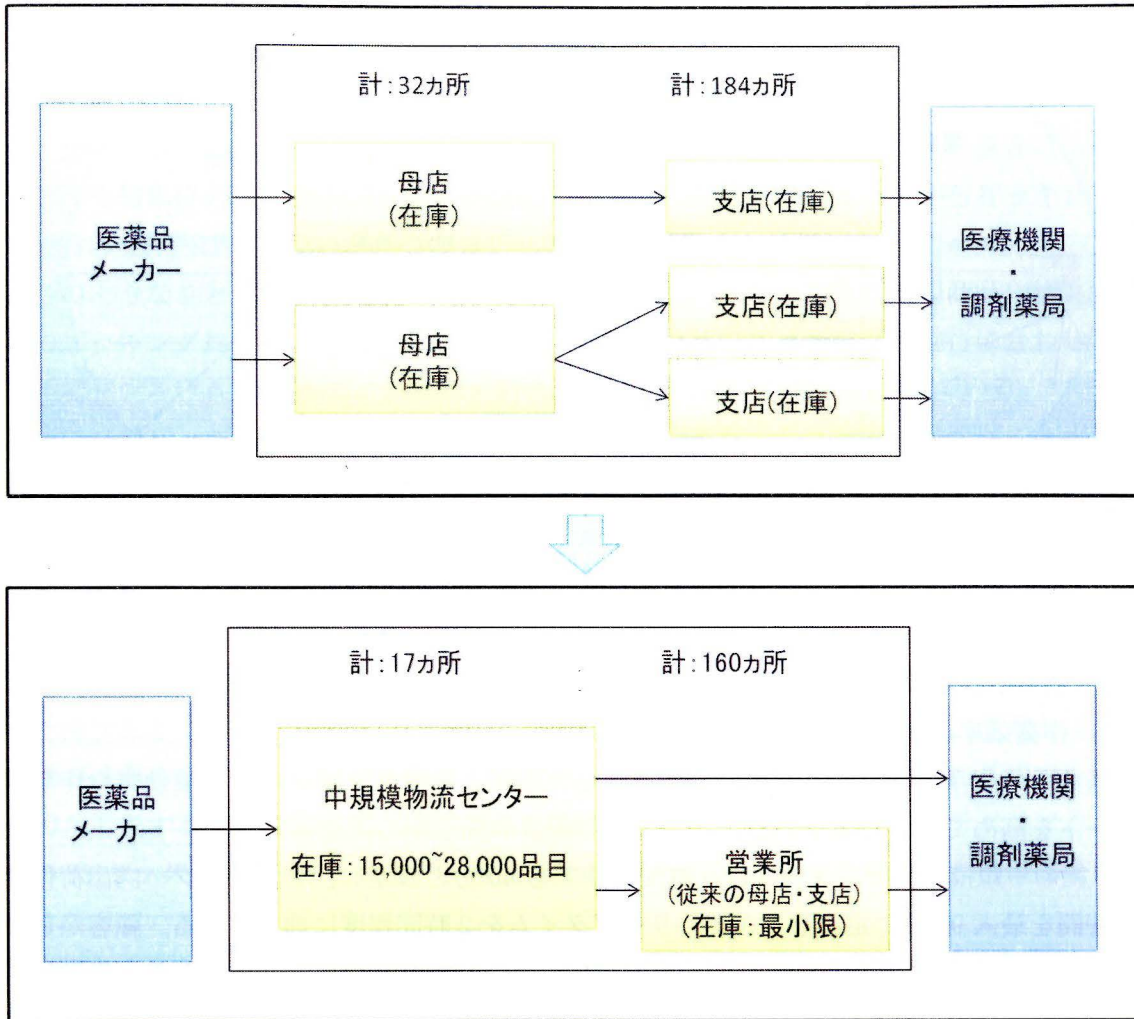 計:32カ所
計:184カ所
医薬品
メーカー
母店
(在庫)
支店(在庫)
母店
(在庫)
支店(在庫)
支店(在庫)
医療機関
・
調剤薬局
計:17カ所
計:160カ所
医薬品
メーカー
中規模物流センター
在庫:15,000~28,000品目
営業所
(従来の母店・支店)
(在庫:最小限)
医療機関
・
調剤薬局